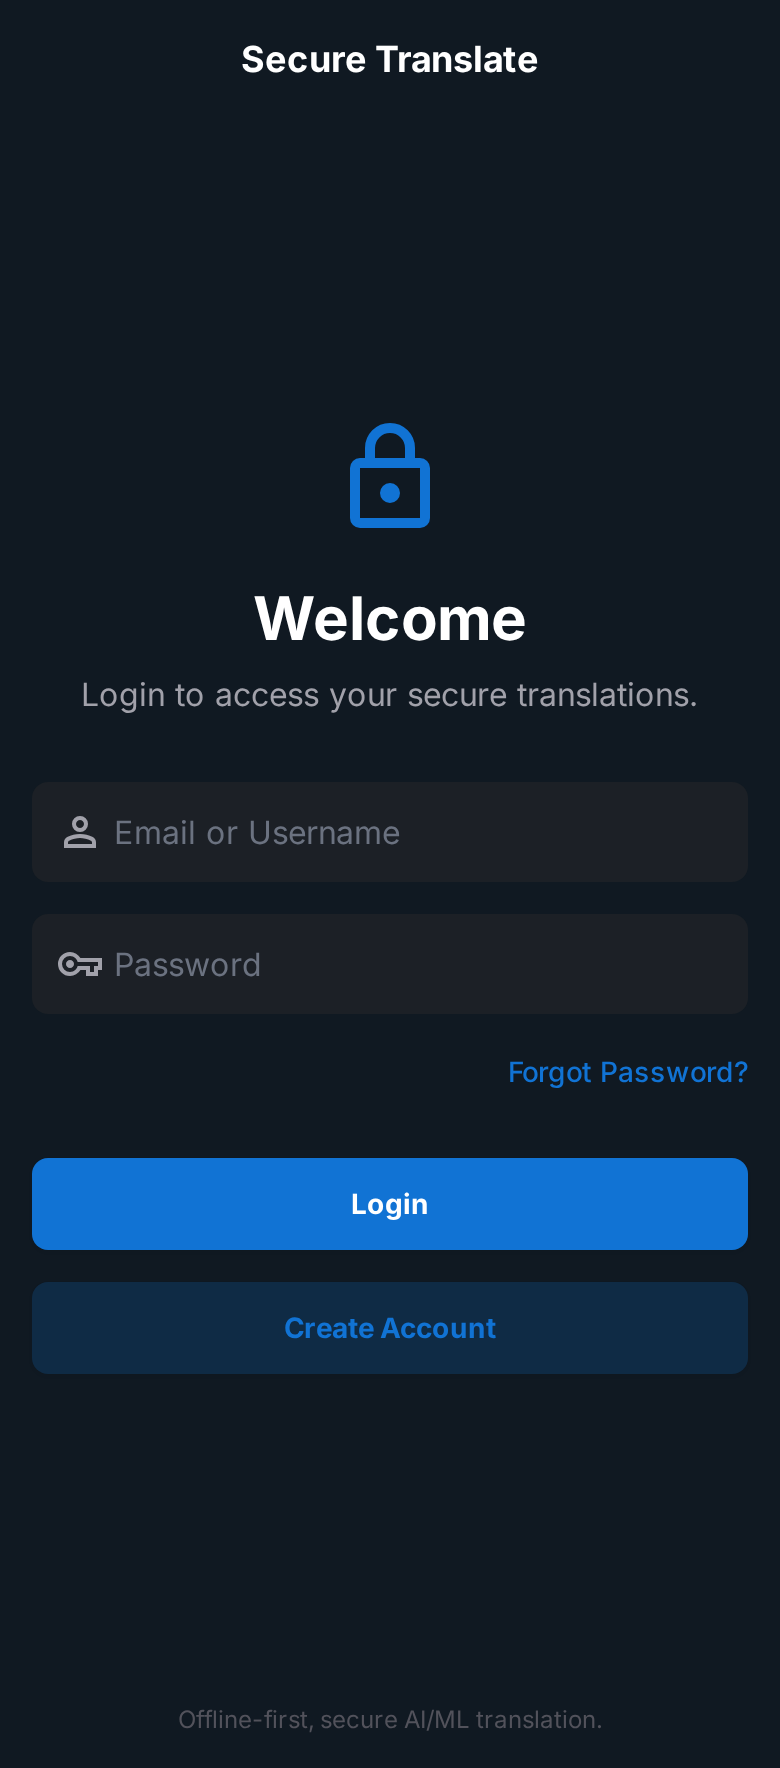 Secure Translate
Welcome
Login to access your secure translations.
Email or Username
Password
Forgot Password?
Login
Create Account
Offline-first, secure AI/ML translation.